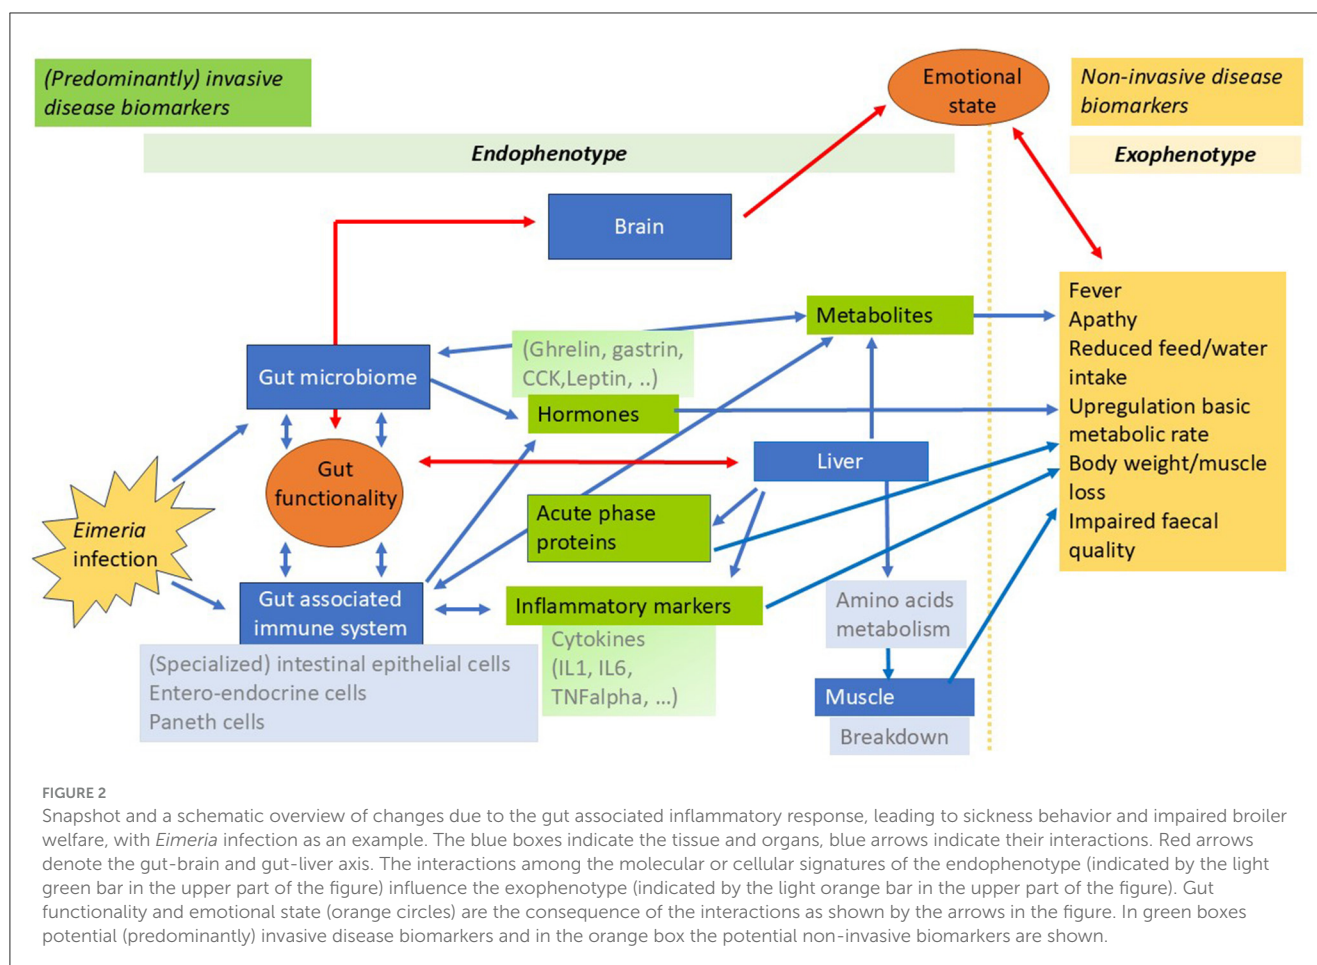 (Predominantly) invasive
disease biomarkers
Emotional
state
Non-invasive disease
biomarkers
Endophenotype
Exophenotype
Brain
Metabolites
Fever
Apathy
Reduced feed/water
intake
Upregulation basic
metabolic rate
Body weight/muscle
loss
Impaired faecal
quality
(Ghrelin, gastrin,
CCK,Leptin, ..)
Gut microbiome
Hormones
Gut
functionality
Liver
Eimeria
infection
Acute phase
proteins
Gut associated
immune system
Inflammatory markers
Amino acids
metabolism
(Specialized) intestinal epithelial cells
Entero-endocrine cells
Paneth cells
Cytokines
(IL1, IL6,
TNFalpha, ...)
Muscle
Breakdown
FIGURE 2
Snapshot and a schematic overview of changes due to the gut associated inflammatory response, leading to sickness behavior and impaired broiler
welfare, with Eimeria infection as an example. The blue boxes indicate the tissue and organs, blue arrows indicate their interactions. Red arrows
denote the gut-brain and gut-liver axis. The interactions among the molecular or cellular signatures of the endophenotype (indicated by the light
green bar in the upper part of the figure) influence the exophenotype (indicated by the light orange bar in the upper part of the figure). Gut
functionality and emotional state (orange circles) are the consequence of the interactions as shown by the arrows in the figure. In green boxes
potential (predominantly) invasive disease biomarkers and in the orange box the potential non-invasive biomarkers are shown.